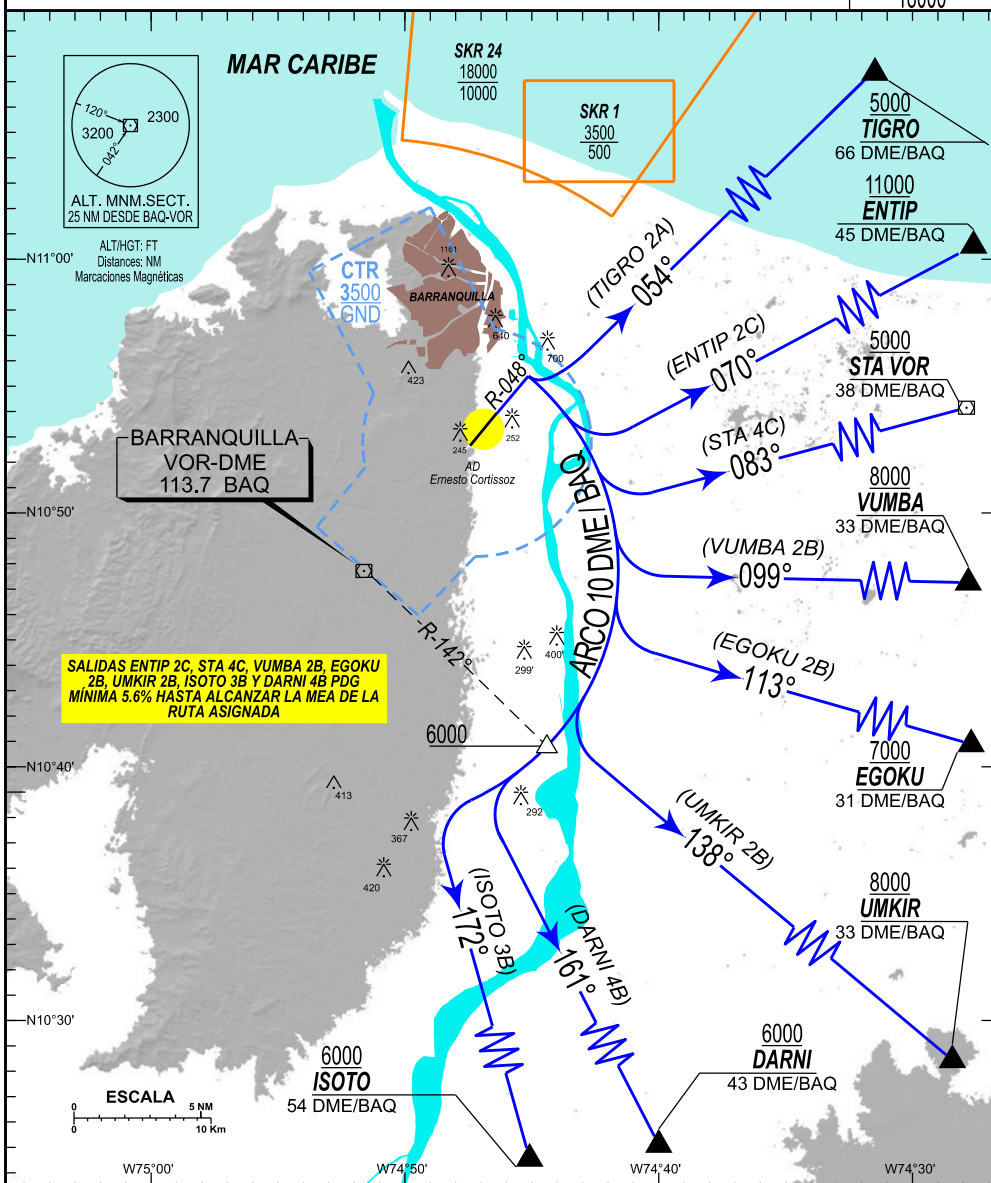 10000
MAR CARIBE
SKR 24
18000
10000
SKR 1
3500
500
120°
2300
3200
042°
ALT. MNM.SECT.
25 NM DESDE BAQ-VOR
ALT/HGT: FT
Distances: NM
Marcaciones Magnéticas
5000
TIGRO
66 DME/BAQ
11000
ENTIP
45 DME/BAQ
N11°00'
CTR
3500
GND
1161
BARRANQUILLA
640
700
423
(TIGRO 2A)
054°
(ENTIP 2C)
070°
5000
STA VOR
38 DME/BAQ
R-048°
252
245
AD
Ernesto Cortissoz
(STA 4C)
083°
BARRANQUILLA
VOR-DME
113.7 BAQ
N10°50'
ARCO 10 DME / BAQ
8000
VUMBA
33 DME/BAQ
(VUMBA 2B)
099°
R-142°
299'
400'
(EGOKU 2B)
113°
SALIDAS ENTIP 2C, STA 4C, VUMBA 2B, EGOKU
2B, UMKIR 2B, ISOTO 3B Y DARNI 4B PDG
MÍNIMA 5.6% HASTA ALCANZAR LA MEA DE LA
RUTA ASIGNADA
6000
7000
EGOKU
31 DME/BAQ
N10°40'
413
292
367
420
(UMKIR 2B)
138°
(ISOTO 3B)
172°
(DARNI 4B)
161°
8000
UMKIR
33 DME/BAQ
N10°30'
6000
ISOTO
54 DME/BAQ
6000
DARNI
43 DME/BAQ
ESCALA
0 5 NM
0 10 Km
W75°00' W74°50' W74°40' W74°30'